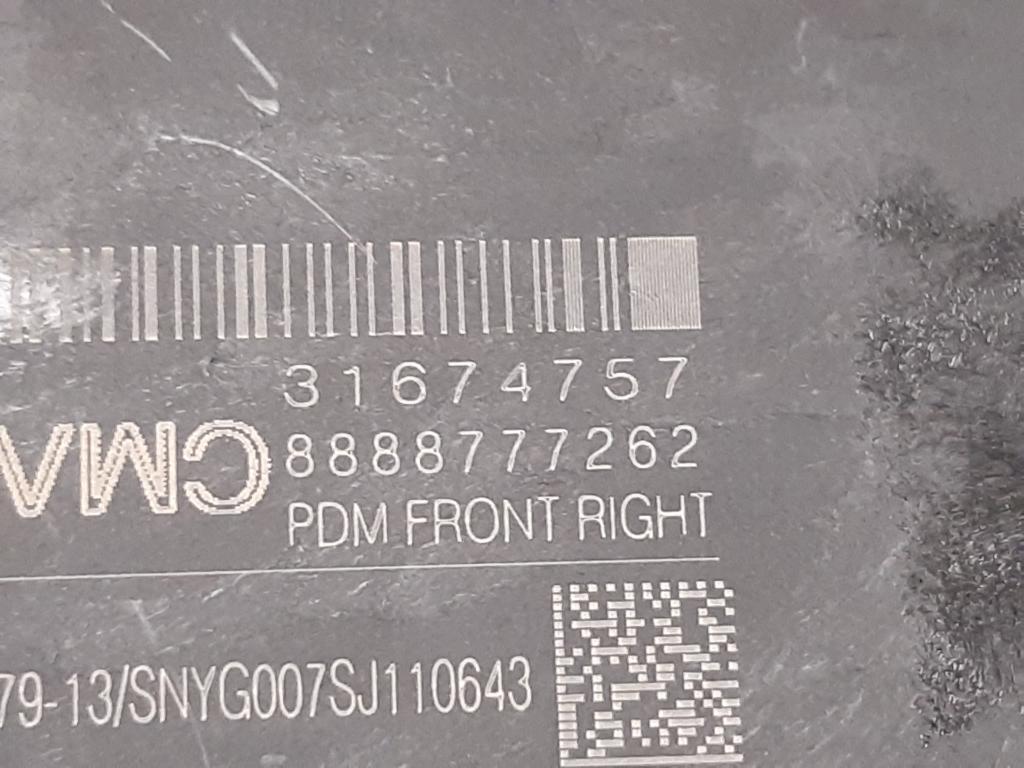 31674757
8888777262
PDM FRONT RIGHT
CMA
79-13/SNYG007SJ110643